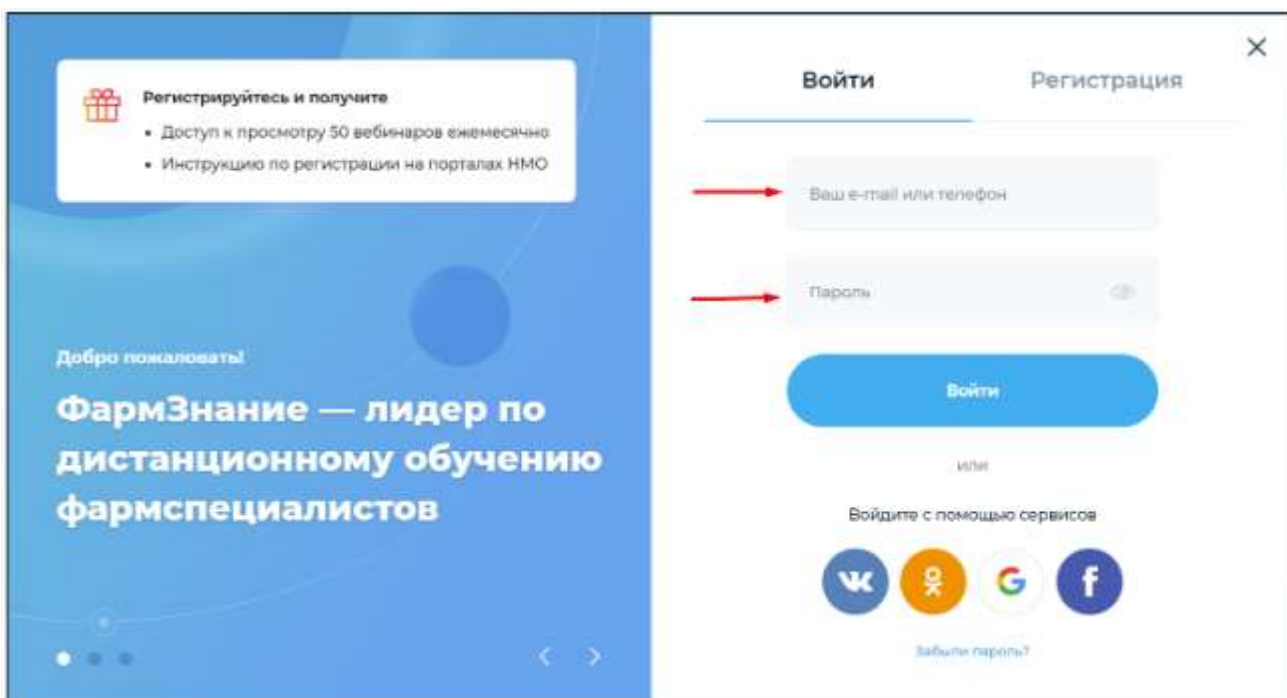 Регистрируйтесь и получите
• Доступ к просмотру 50 вебинаров ежемесячно
• Инструкцию по регистрации на порталах НМО
Добро пожаловать!
ФармЗнание — лидер по
дистанционному обучению
фармспециалистов
Войти
Регистрация
Ваш e-mail или телефон
Пароль
Войти
или
Войдите с помощью сервисов
Забыли пароль?